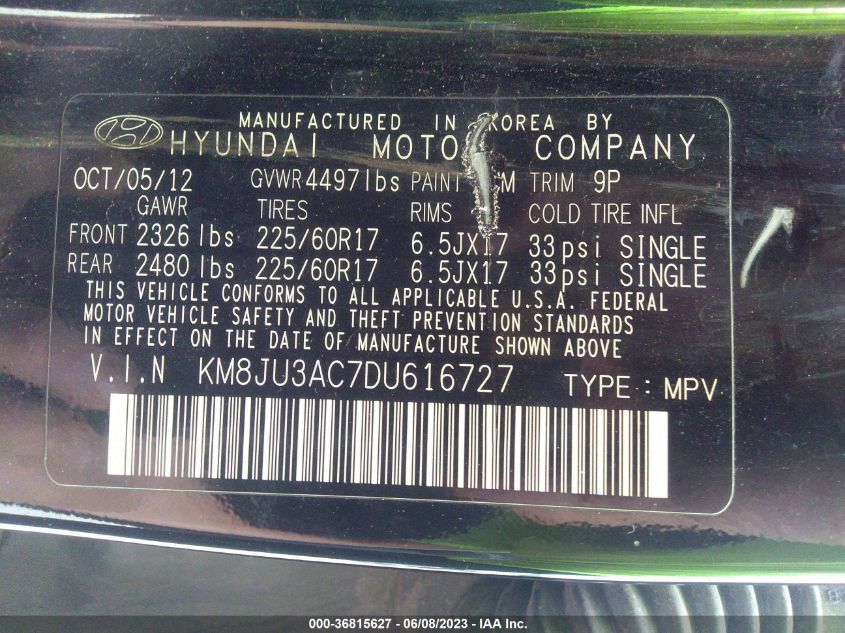 MANUFACTURED IN KOREA BY
HYUNDAI MOTOR COMPANY
OCT/05/12 GVWR 4497lbs PAINT TRIM 9P
GAWR TIRES RIMS COLD TIRE INFL
FRONT 2326 lbs 225/60R17 6.5JX17 33psi SINGLE
REAR 2480 lbs 225/60R17 6.5JX17 33psi SINGLE
THIS VEHICLE CONFORMS TO ALL APPLICABLE U.S.A. FEDERAL
MOTOR VEHICLE SAFETY AND THEFT PREVENTION STANDARDS
IN EFFECT ON THE DATE OF MANUFACTURE SHOWN ABOVE
V.I.N KM8JU3AC7DU616727 TYPE : MPV
000-36815627 - 06/08/2023 - IAA Inc.